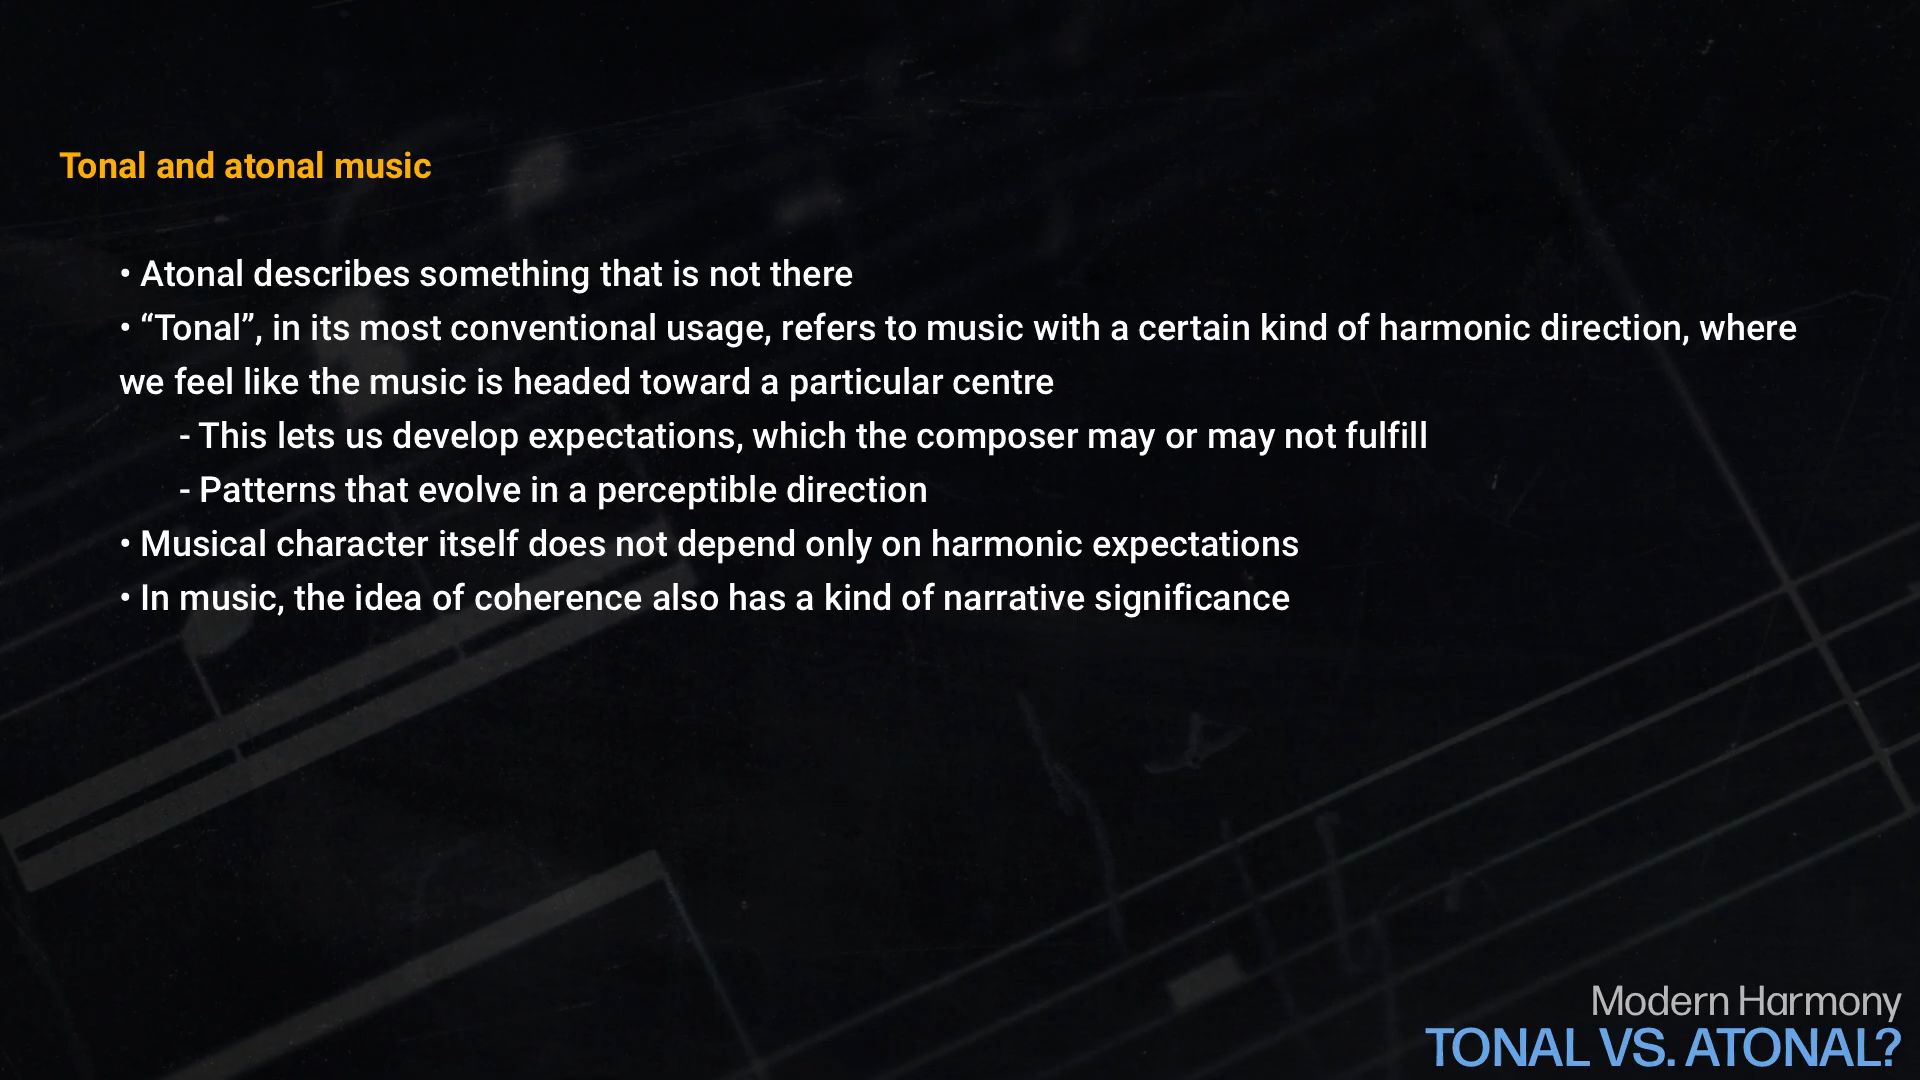 Tonal and atonal music
• Atonal describes something that is not there
• “Tonal”, in its most conventional usage, refers to music with a certain kind of harmonic direction, where
we feel like the music is headed toward a particular centre
- This lets us develop expectations, which the composer may or may not fulfill
- Patterns that evolve in a perceptible direction
• Musical character itself does not depend only on harmonic expectations
• In music, the idea of coherence also has a kind of narrative significance
Modern Harmony
TONAL VS. ATONAL?